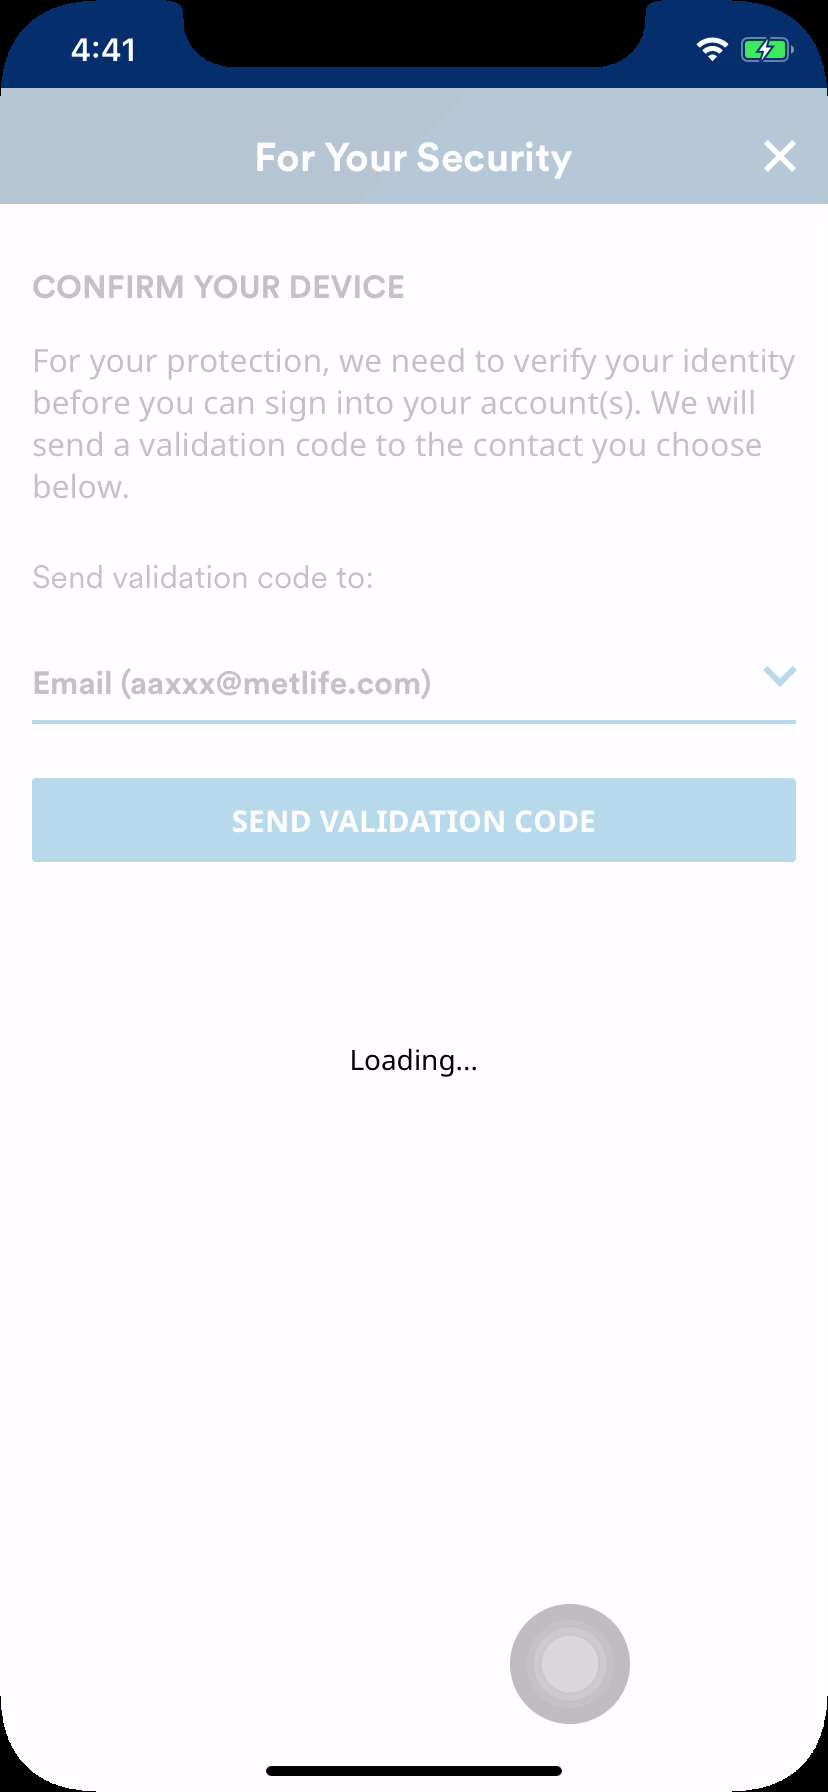 4:41
For Your Security
CONFIRM YOUR DEVICE
For your protection, we need to verify your identity
before you can sign into your account(s). We will
send a validation code to the contact you choose
below.
Send validation code to:
Email (aaxxx@metlife.com)
SEND VALIDATION CODE
Loading...